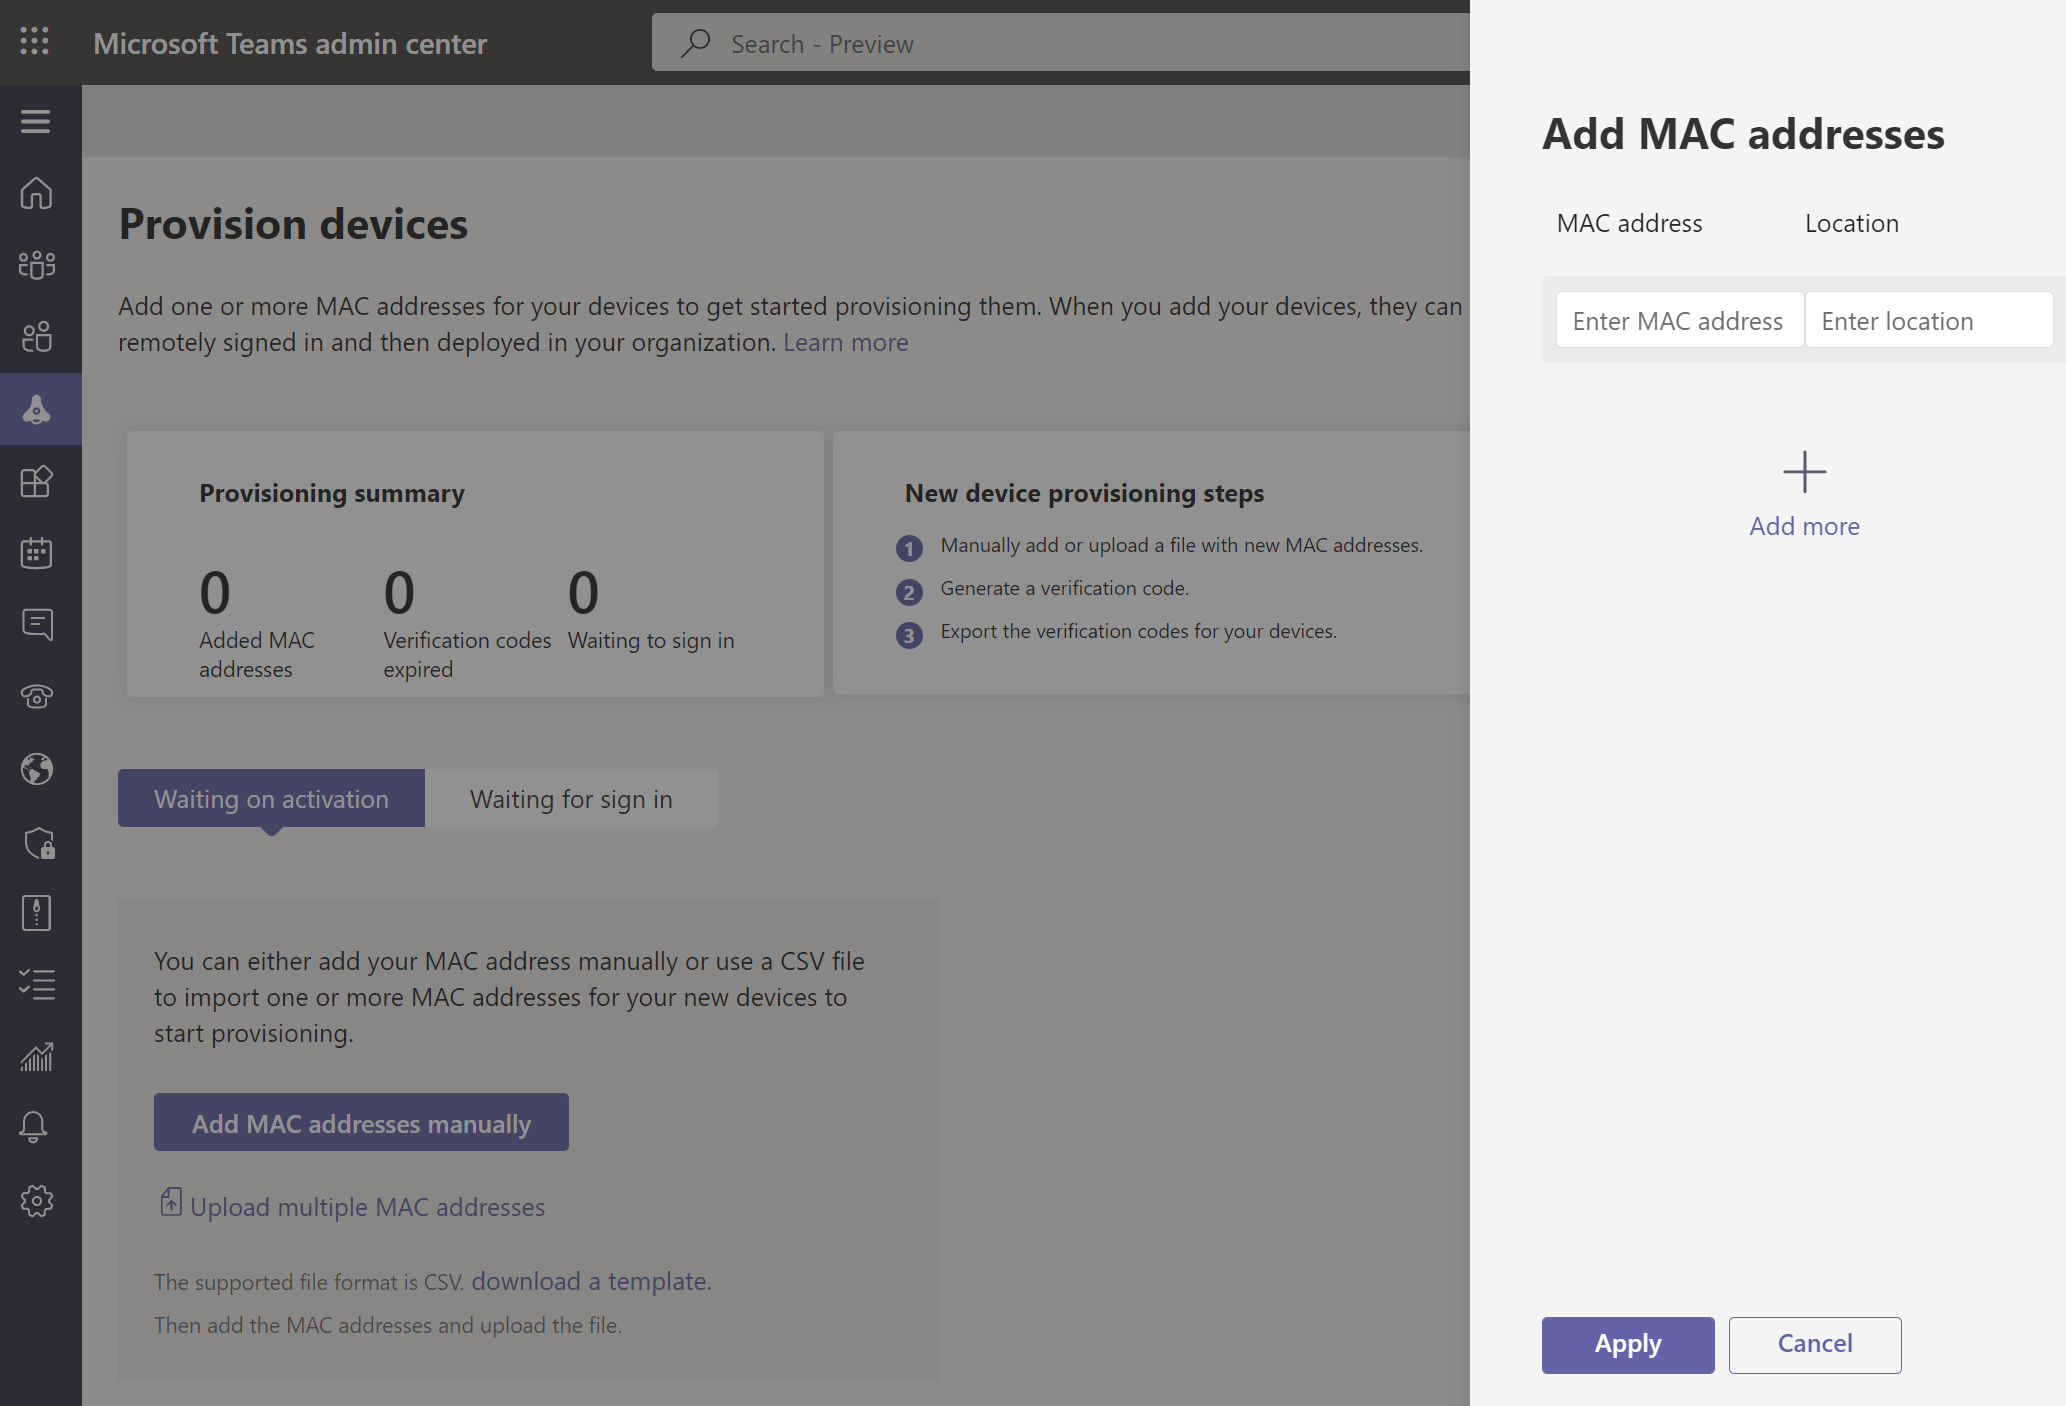 Microsoft Teams admin center
Search - Preview
Provision devices
Add one or more MAC addresses for your devices to get started provisioning them. When you add your devices, they can
remotely signed in and then deployed in your organization. Learn more
Provisioning summary
0
Added MAC
addresses
0
Verification codes
expired
0
Waiting to sign in
New device provisioning steps
1 Manually add or upload a file with new MAC addresses.
2 Generate a verification code.
3 Export the verification codes for your devices.
Waiting on activation
Waiting for sign in
You can either add your MAC address manually or use a CSV file
to import one or more MAC addresses for your new devices to
start provisioning.
Add MAC addresses manually
Upload multiple MAC addresses
The supported file format is CSV. download a template.
Then add the MAC addresses and upload the file.
Add MAC addresses
MAC address
Location
Enter MAC address
Enter location
Add more
Apply
Cancel